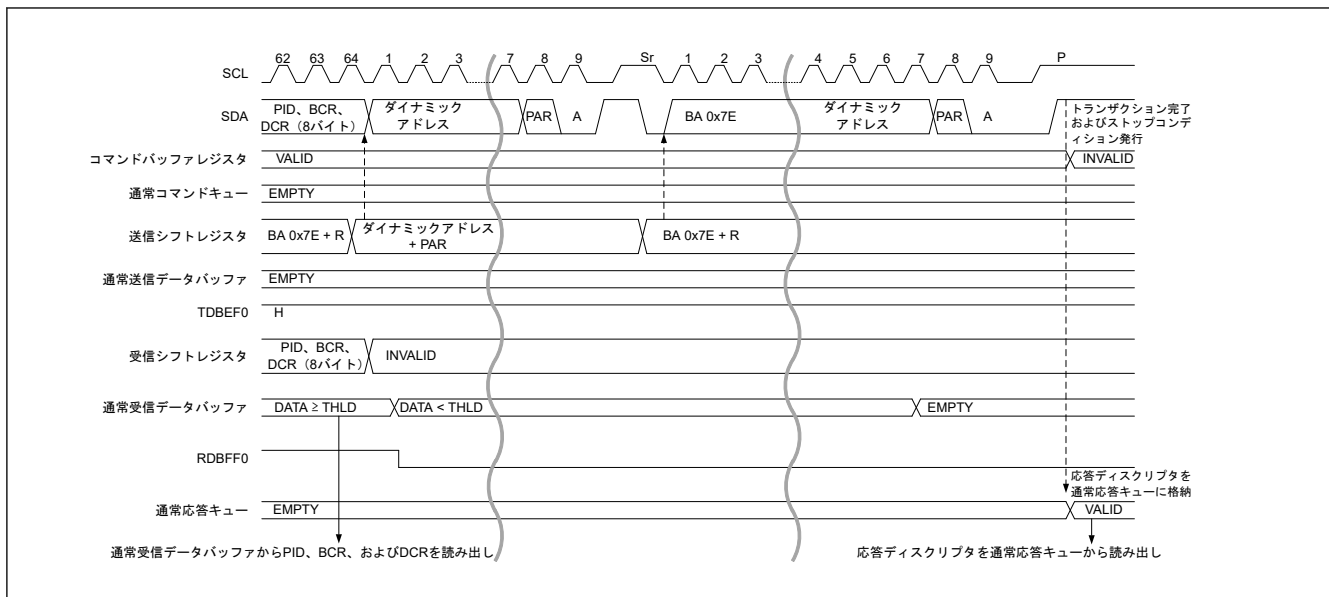 62 63 64 1 2 3 7 8 9 Sr 1 2 3 4 5 6 7 8 9 P
SCL
SDA
PID、BCR、
DCR（8バイト）
ダイナミック
アドレス
PAR
A
BA 0x7E
ダイナミック
アドレス
PAR
A
トランザクション完了
およびストップコンデ
ィション発行
コマンドバッファレジスタ
VALID
INVALID
通常コマンドキュー
EMPTY
送信シフトレジスタ
BA 0x7E + R
ダイナミックアドレス
+ PAR
BA 0x7E + R
通常送信データバッファ
EMPTY
TDBEF0
H
受信シフトレジスタ
PID、BCR、
DCR（8バイト）
INVALID
通常受信データバッファ
DATA ≥ THLD
DATA < THLD
EMPTY
RDBFF0
応答ディスクリプタを
通常応答キューに格納
通常応答キュー
EMPTY
VALID
通常受信データバッファからPID、BCR、およびDCRを読み出し
応答ディスクリプタを通常応答キューから読み出し